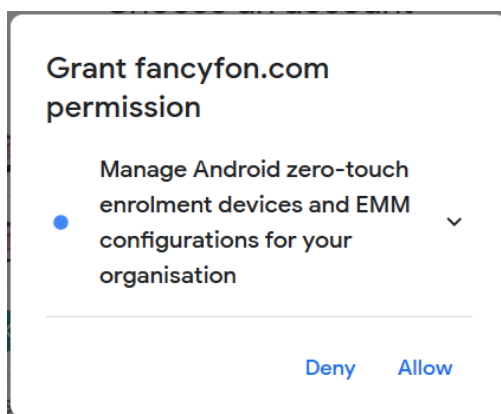 Grant fancyfon.com
permission
Manage Android zero-touch
enrolment devices and EMM
configurations for your
organisation
Deny Allow